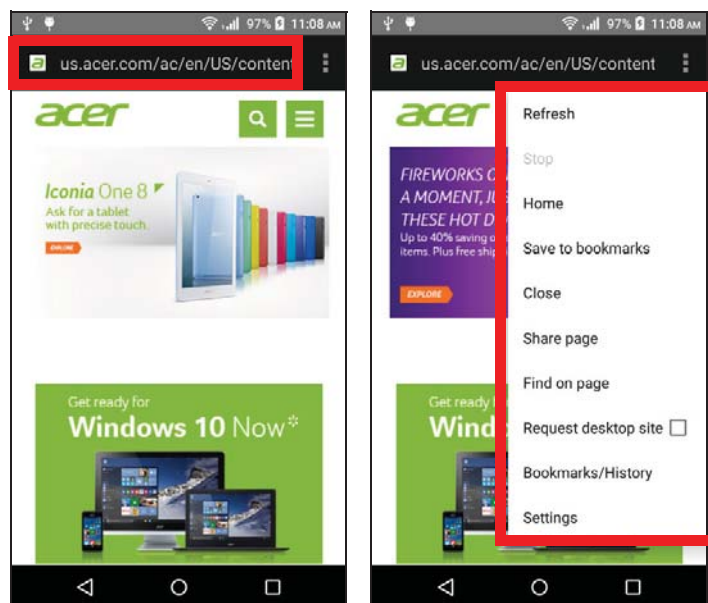 97% 11:08 AM
us.acer.com/ac/en/US/content
acer
Iconia One 8
Ask for a tablet
with precise touch.
EXPLORE
Get ready for
Windows 10 Now*
97% 11:08 AM
us.acer.com/ac/en/US/content
acer
FIREWORKS
A MOMENT,
THESE HOT
Up to 40% saving
items. Plus free
EXPLORE
Get ready
Wind
Refresh
Stop
Home
Save to bookmarks
Close
Share page
Find on page
Request desktop site
Bookmarks/History
Settings